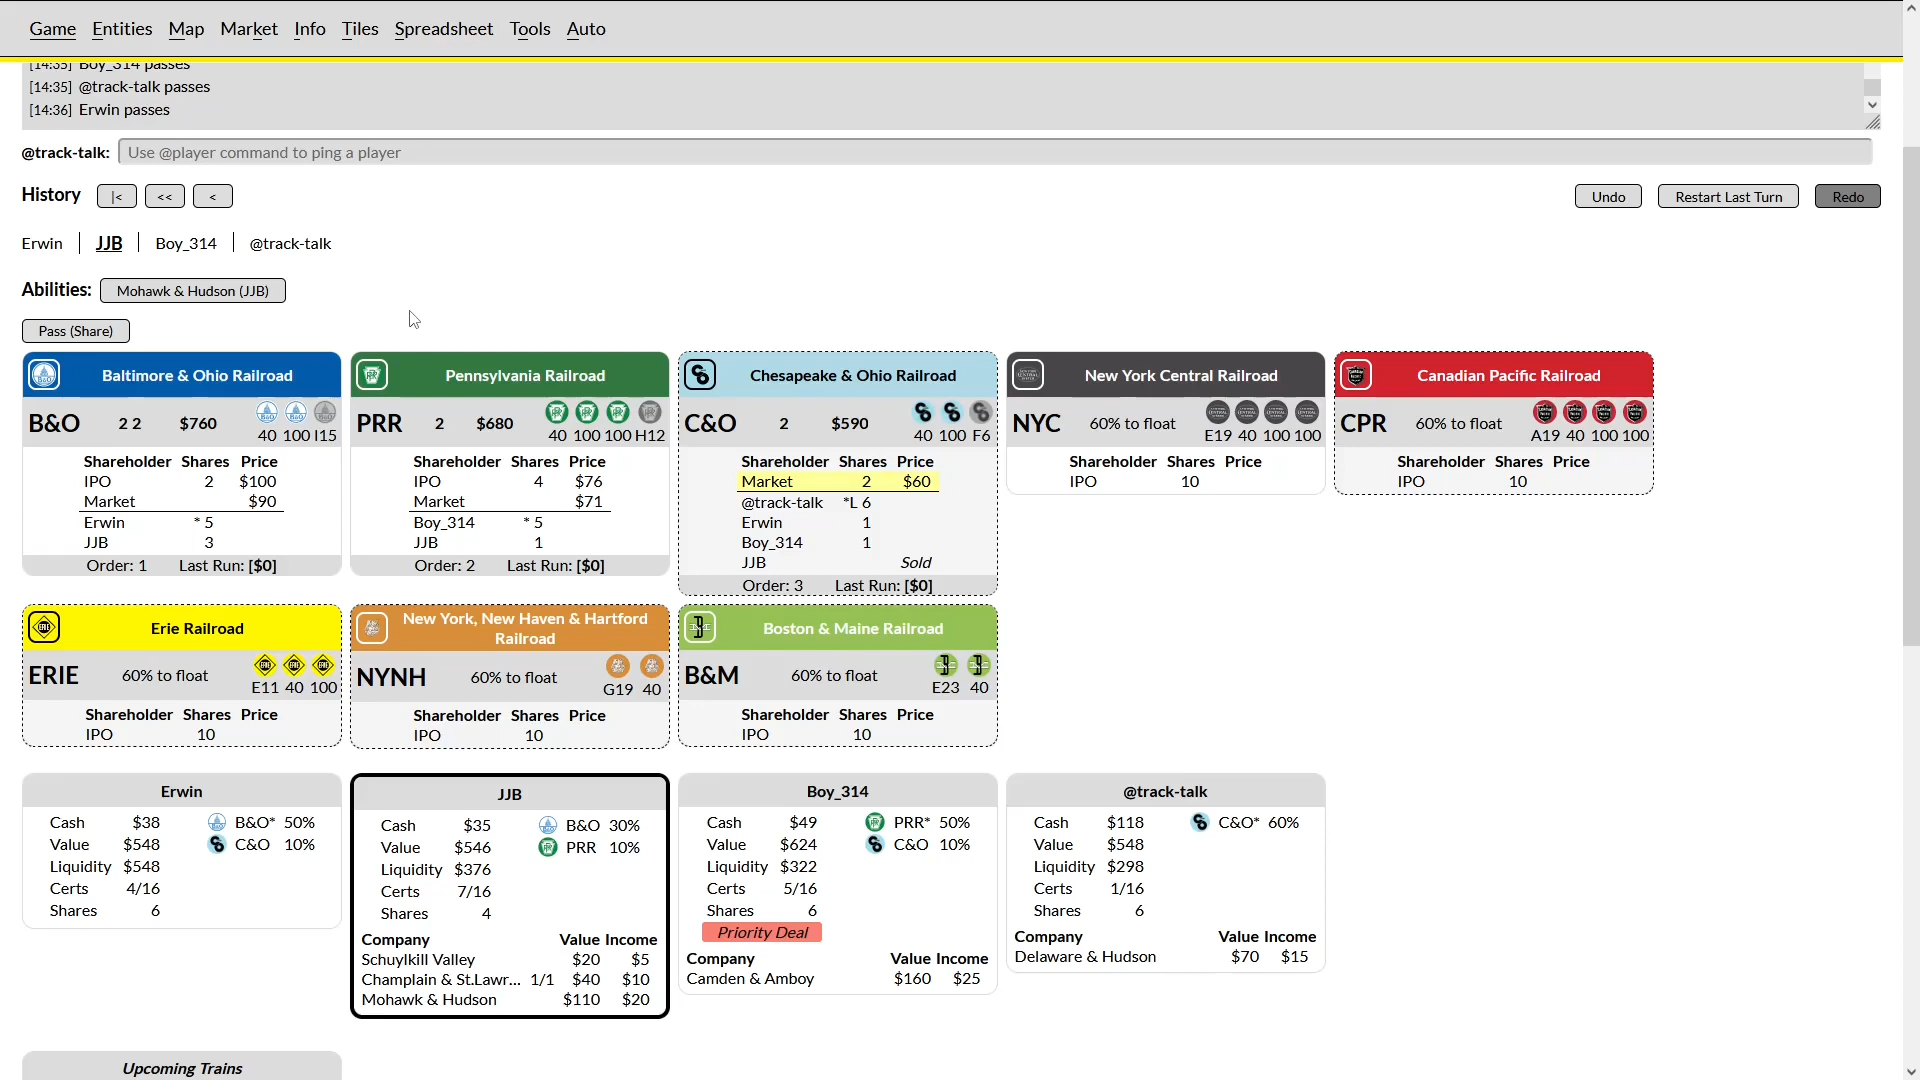 Game Entities Map Market Info Tiles Spreadsheet Tools Auto
[14:35] Boy_314 passes
[14:35] @track-talk passes
[14:36] Erwin passes
@track-talk: Use @player command to ping a player
History |< << < Undo Restart Last Turn Redo
Erwin JJB Boy_314 @track-talk
Abilities: Mohawk & Hudson (JJB)
Pass (Share)
Baltimore & Ohio Railroad
B&O 2 2 $760 40 100 I15
Shareholder Shares Price
IPO 2 $100
Market $90
Erwin * 5
JJB 3
Order: 1 Last Run: [$0]
Pennsylvania Railroad
PRR 2 $680 40 100 100 H12
Shareholder Shares Price
IPO 4 $76
Market $71
Boy_314 * 5
JJB 1
Order: 2 Last Run: [$0]
Chesapeake & Ohio Railroad
C&O 2 $590 40 100 F6
Shareholder Shares Price
Market 2 $60
@track-talk *L 6
Erwin 1
Boy_314 1
JJB Sold
Order: 3 Last Run: [$0]
New York Central Railroad
NYC 60% to float E19 40 100 100
Shareholder Shares Price
IPO 10
Canadian Pacific Railroad
CPR 60% to float A19 40 100 100
Shareholder Shares Price
IPO 10
Erie Railroad
ERIE 60% to float E11 40 100
Shareholder Shares Price
IPO 10
New York, New Haven & Hartford
Railroad
NYNH 60% to float G19 40
Shareholder Shares Price
IPO 10
Boston & Maine Railroad
B&M 60% to float E23 40
Shareholder Shares Price
IPO 10
Erwin
Cash $38 B&O* 50%
Value $548 C&O 10%
Liquidity $548
Certs 4/16
Shares 6
JJB
Cash $35 B&O 30%
Value $546 PRR 10%
Liquidity $376
Certs 7/16
Shares 4
Company Value Income
Schuylkill Valley $20 $5
Champlain & St.Lawr... 1/1 $40 $10
Mohawk & Hudson $110 $20
Boy_314
Cash $49 PRR* 50%
Value $624 C&O 10%
Liquidity $322
Certs 5/16
Shares 6
Priority Deal
Company Value Income
Camden & Amboy $160 $25
@track-talk
Cash $118 C&O* 60%
Value $548
Liquidity $298
Certs 1/16
Shares 6
Company Value Income
Delaware & Hudson $70 $15
Upcoming Trains